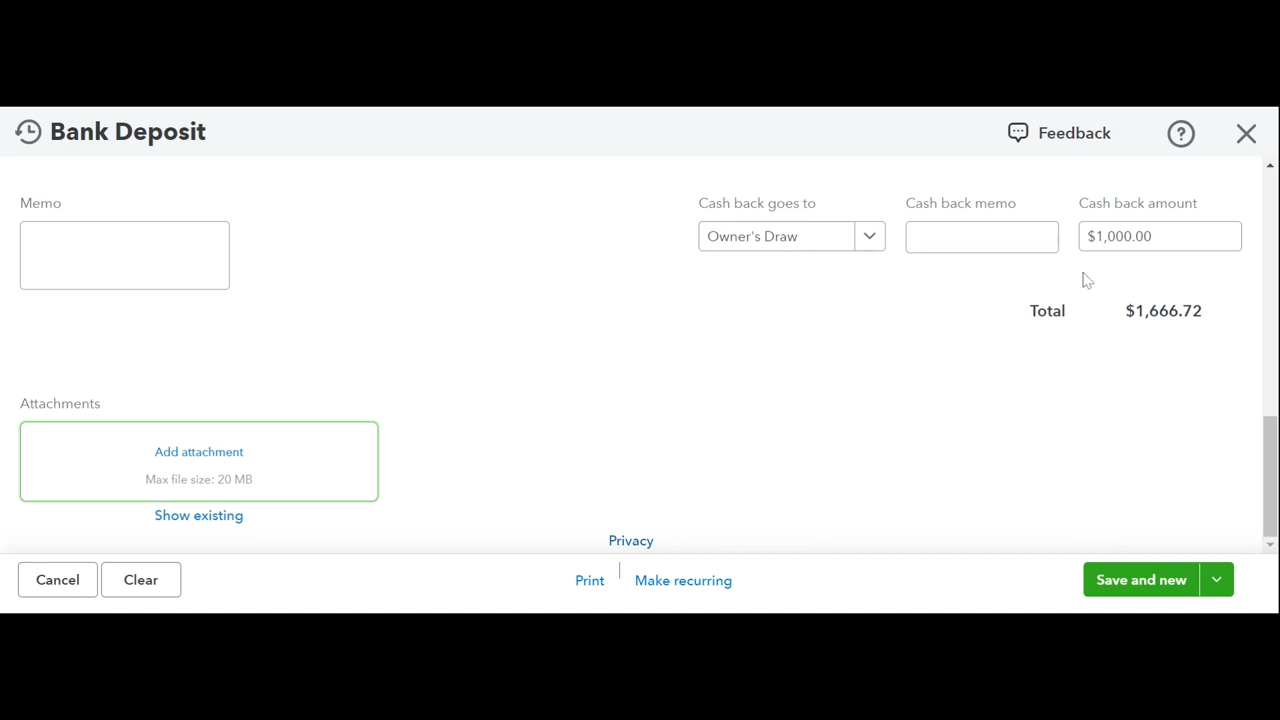 Bank Deposit
Feedback
Memo
Cash back goes to
Cash back memo
Cash back amount
Owner's Draw
$1,000.00
Total $1,666.72
Attachments
Add attachment
Max file size: 20 MB
Show existing
Privacy
Cancel
Clear
Print
Make recurring
Save and new